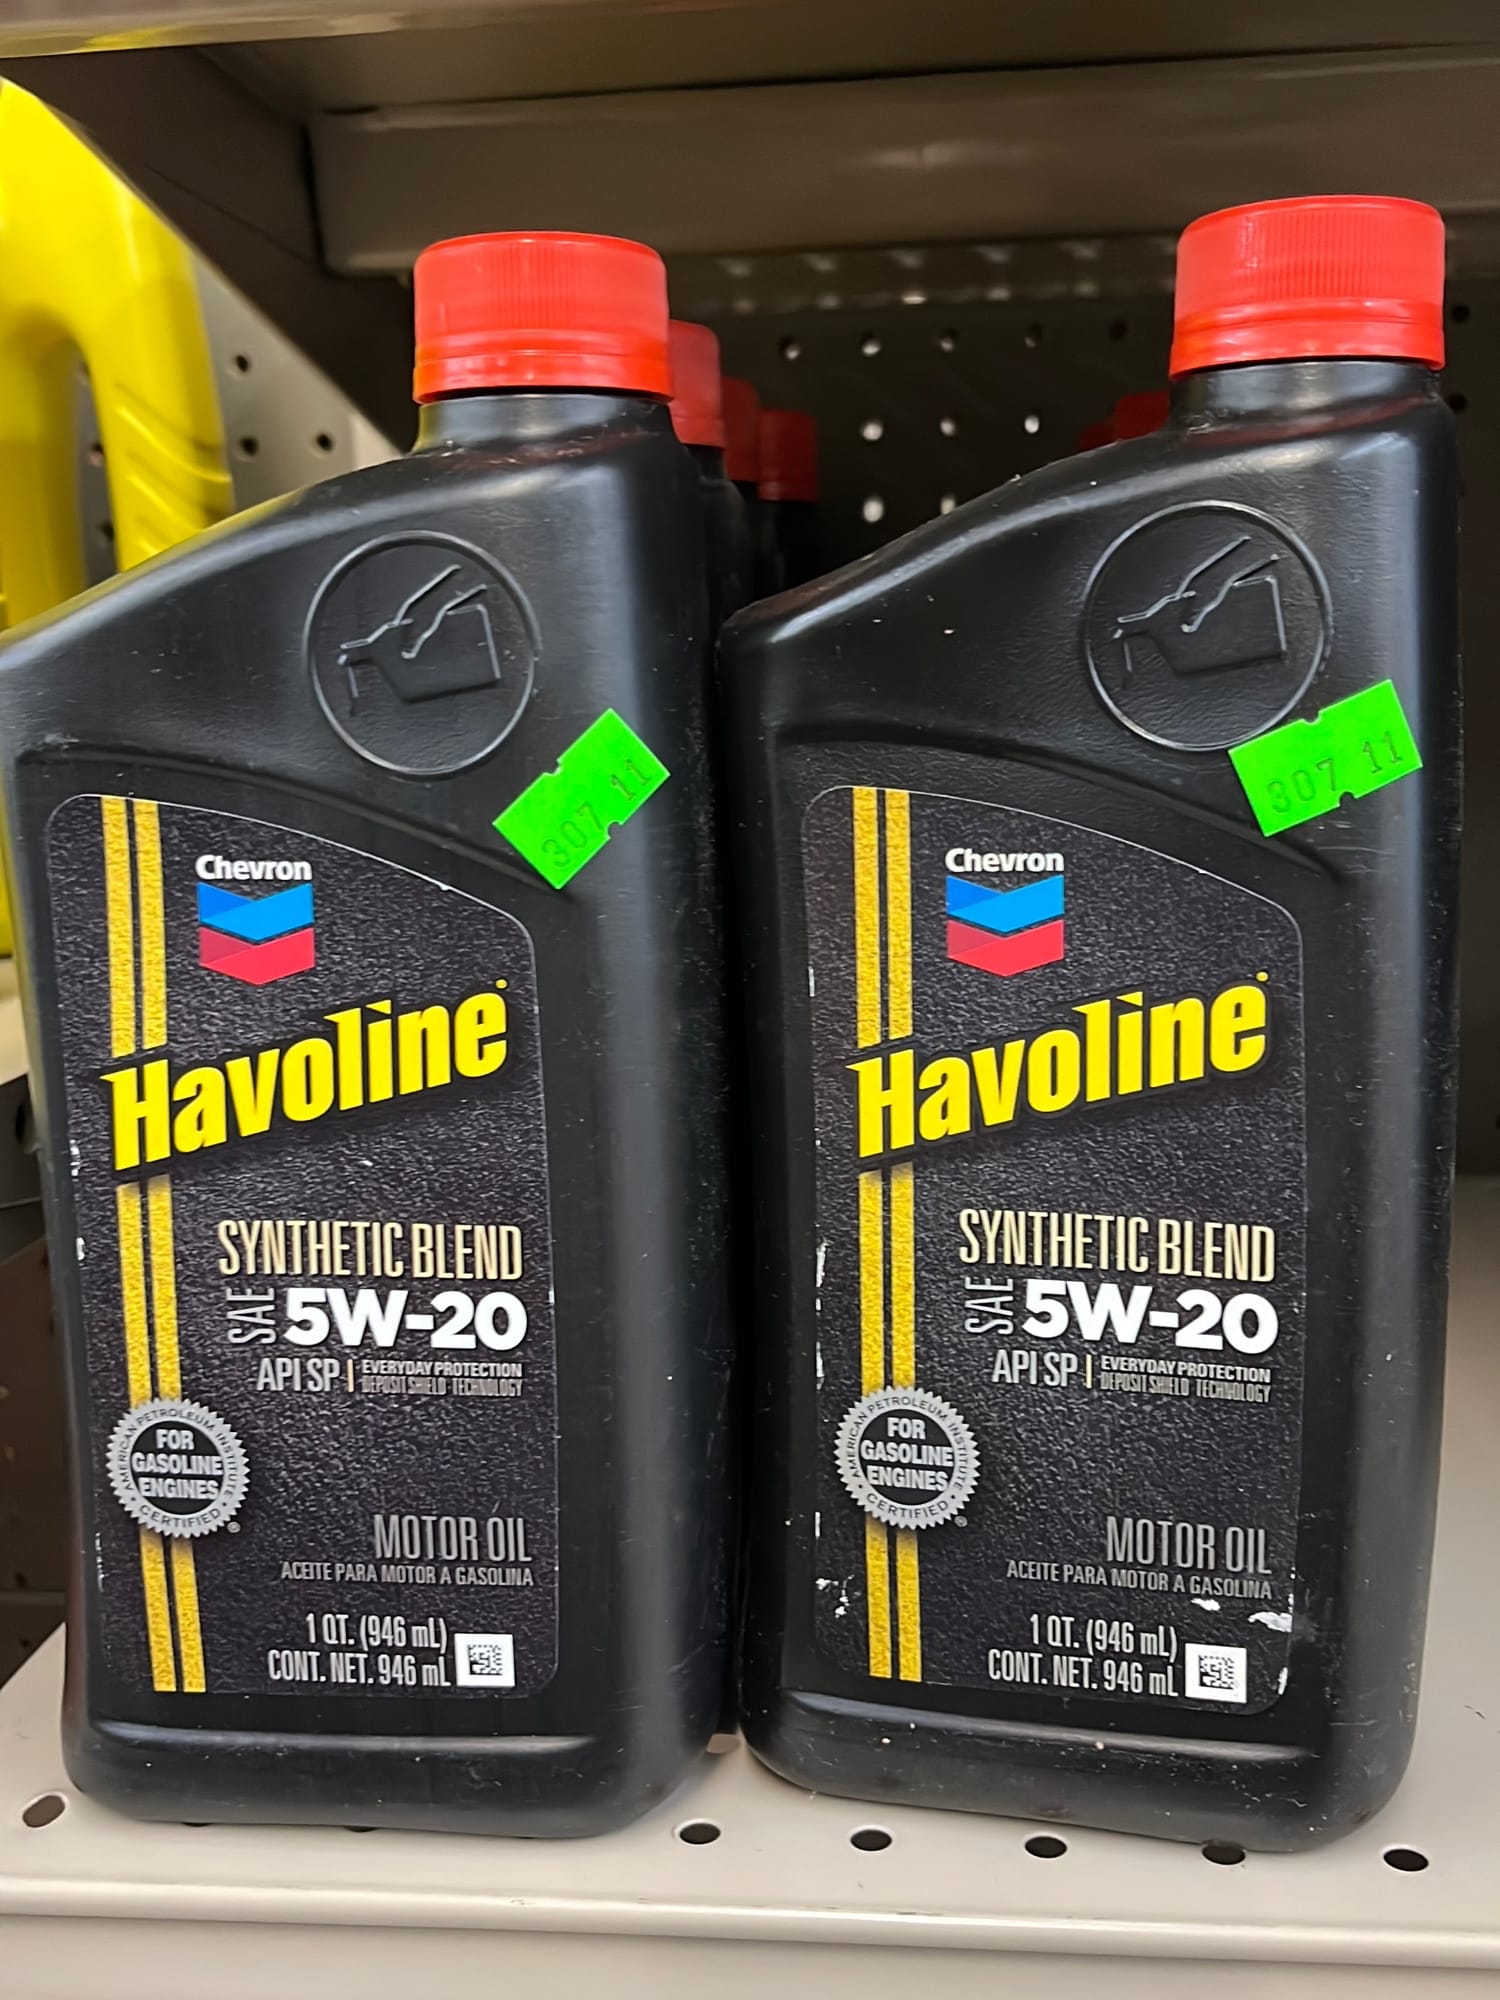 307 11
Chevron
Havoline
SYNTHETIC BLEND
SAE 5W-20
API SP | EVERYDAY PROTECTION
DEPOSIT SHIELD TECHNOLOGY
AMERICAN PETROLEUM INSTITUTE
FOR
GASOLINE
ENGINES
CERTIFIED
®
MOTOR OIL
ACEITE PARA MOTOR A GASOLINA
1 QT. (946 mL)
CONT. NET. 946 mL
307 11
Chevron
Havoline
SYNTHETIC BLEND
SAE 5W-20
API SP | EVERYDAY PROTECTION
DEPOSIT SHIELD TECHNOLOGY
AMERICAN PETROLEUM INSTITUTE
FOR
GASOLINE
ENGINES
CERTIFIED
®
MOTOR OIL
ACEITE PARA MOTOR A GASOLINA
1 QT. (946 mL)
CONT. NET. 946 mL